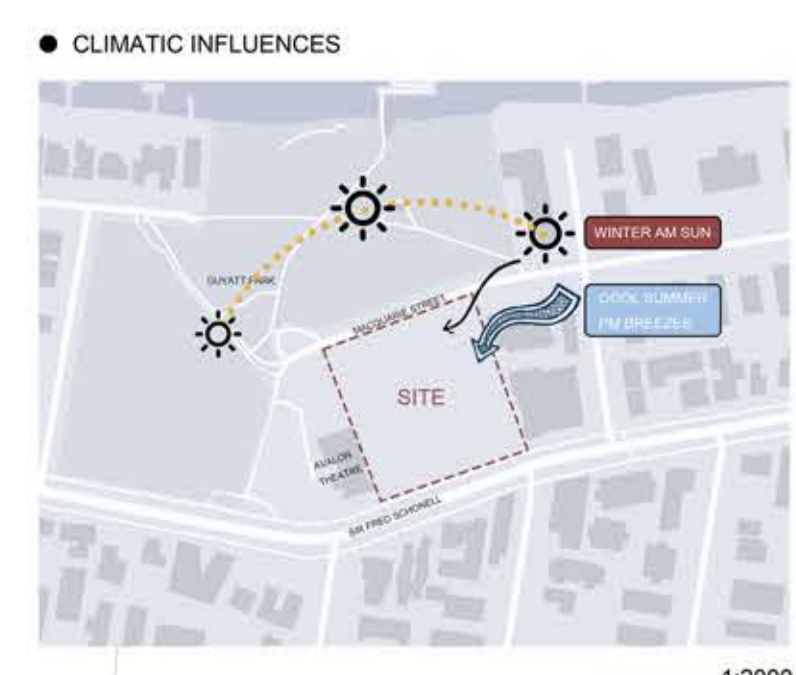 CLIMATIC INFLUENCES
WINTER AM SUN
GUYATT PARK
COOL SUMMER
PM BREEZES
MACQUARIE STREET
SITE
AVALON
THEATRE
SIR FRED SCHONELL